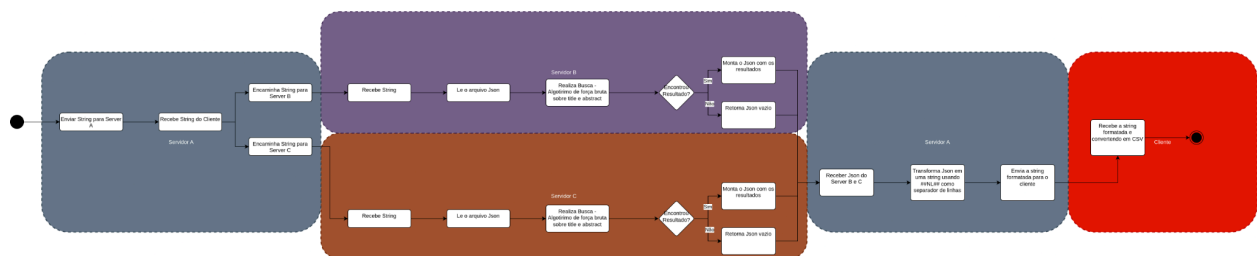 Enviar String para Server
A
Recebe String do Cliente
Servidor A
Encaminha String para
Server B
Encaminha String para
Server C
Servidor B
Recebe String
Le o arquivo Json
Realiza Busca -
Algetirimo de força bruta
sobre title e abstract
Encontrou
Resultado?
Sim
Não
Monta o Json com os
resultados
Retorna Json vazio
Servidor C
Recebe String
Le o arquivo Json
Realiza Busca -
Algetirimo de força bruta
sobre title e abstract
Encontrou
Resultado?
Sim
Não
Monta o Json com os
resultados
Retorna Json vazio
Servidor A
Receber Json do
Server B e C
Transforma Json em
uma string usando
##NL## como
separador de linhas
Envia a string
formatada para o
cliente
Recebe a string
formatada e
convertendo em CSV
Cliente